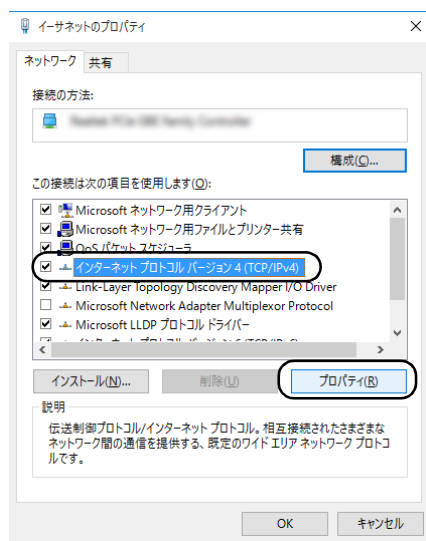 イーサネットのプロパティ
ネットワーク 共有
接続の方法:
構成(C)...
この接続は次の項目を使用します(O):
Microsoft ネットワーク用クライアント
Microsoft ネットワーク用ファイルとプリンター共有
QoS パケット スケジューラ
インターネット プロトコル バージョン 4 (TCP/IPv4)
Link-Layer Topology Discovery Mapper I/O Driver
Microsoft Network Adapter Multiplexor Protocol
Microsoft LLDP プロトコル ドライバー
インストール(N)... 削除(U) プロパティ(R)
説明
伝送制御プロトコル/インターネット プロトコル。相互接続されたさまざまな
ネットワーク間の通信を提供する、既定のワイド エリア ネットワーク プロトコ
ルです。
OK キャンセル